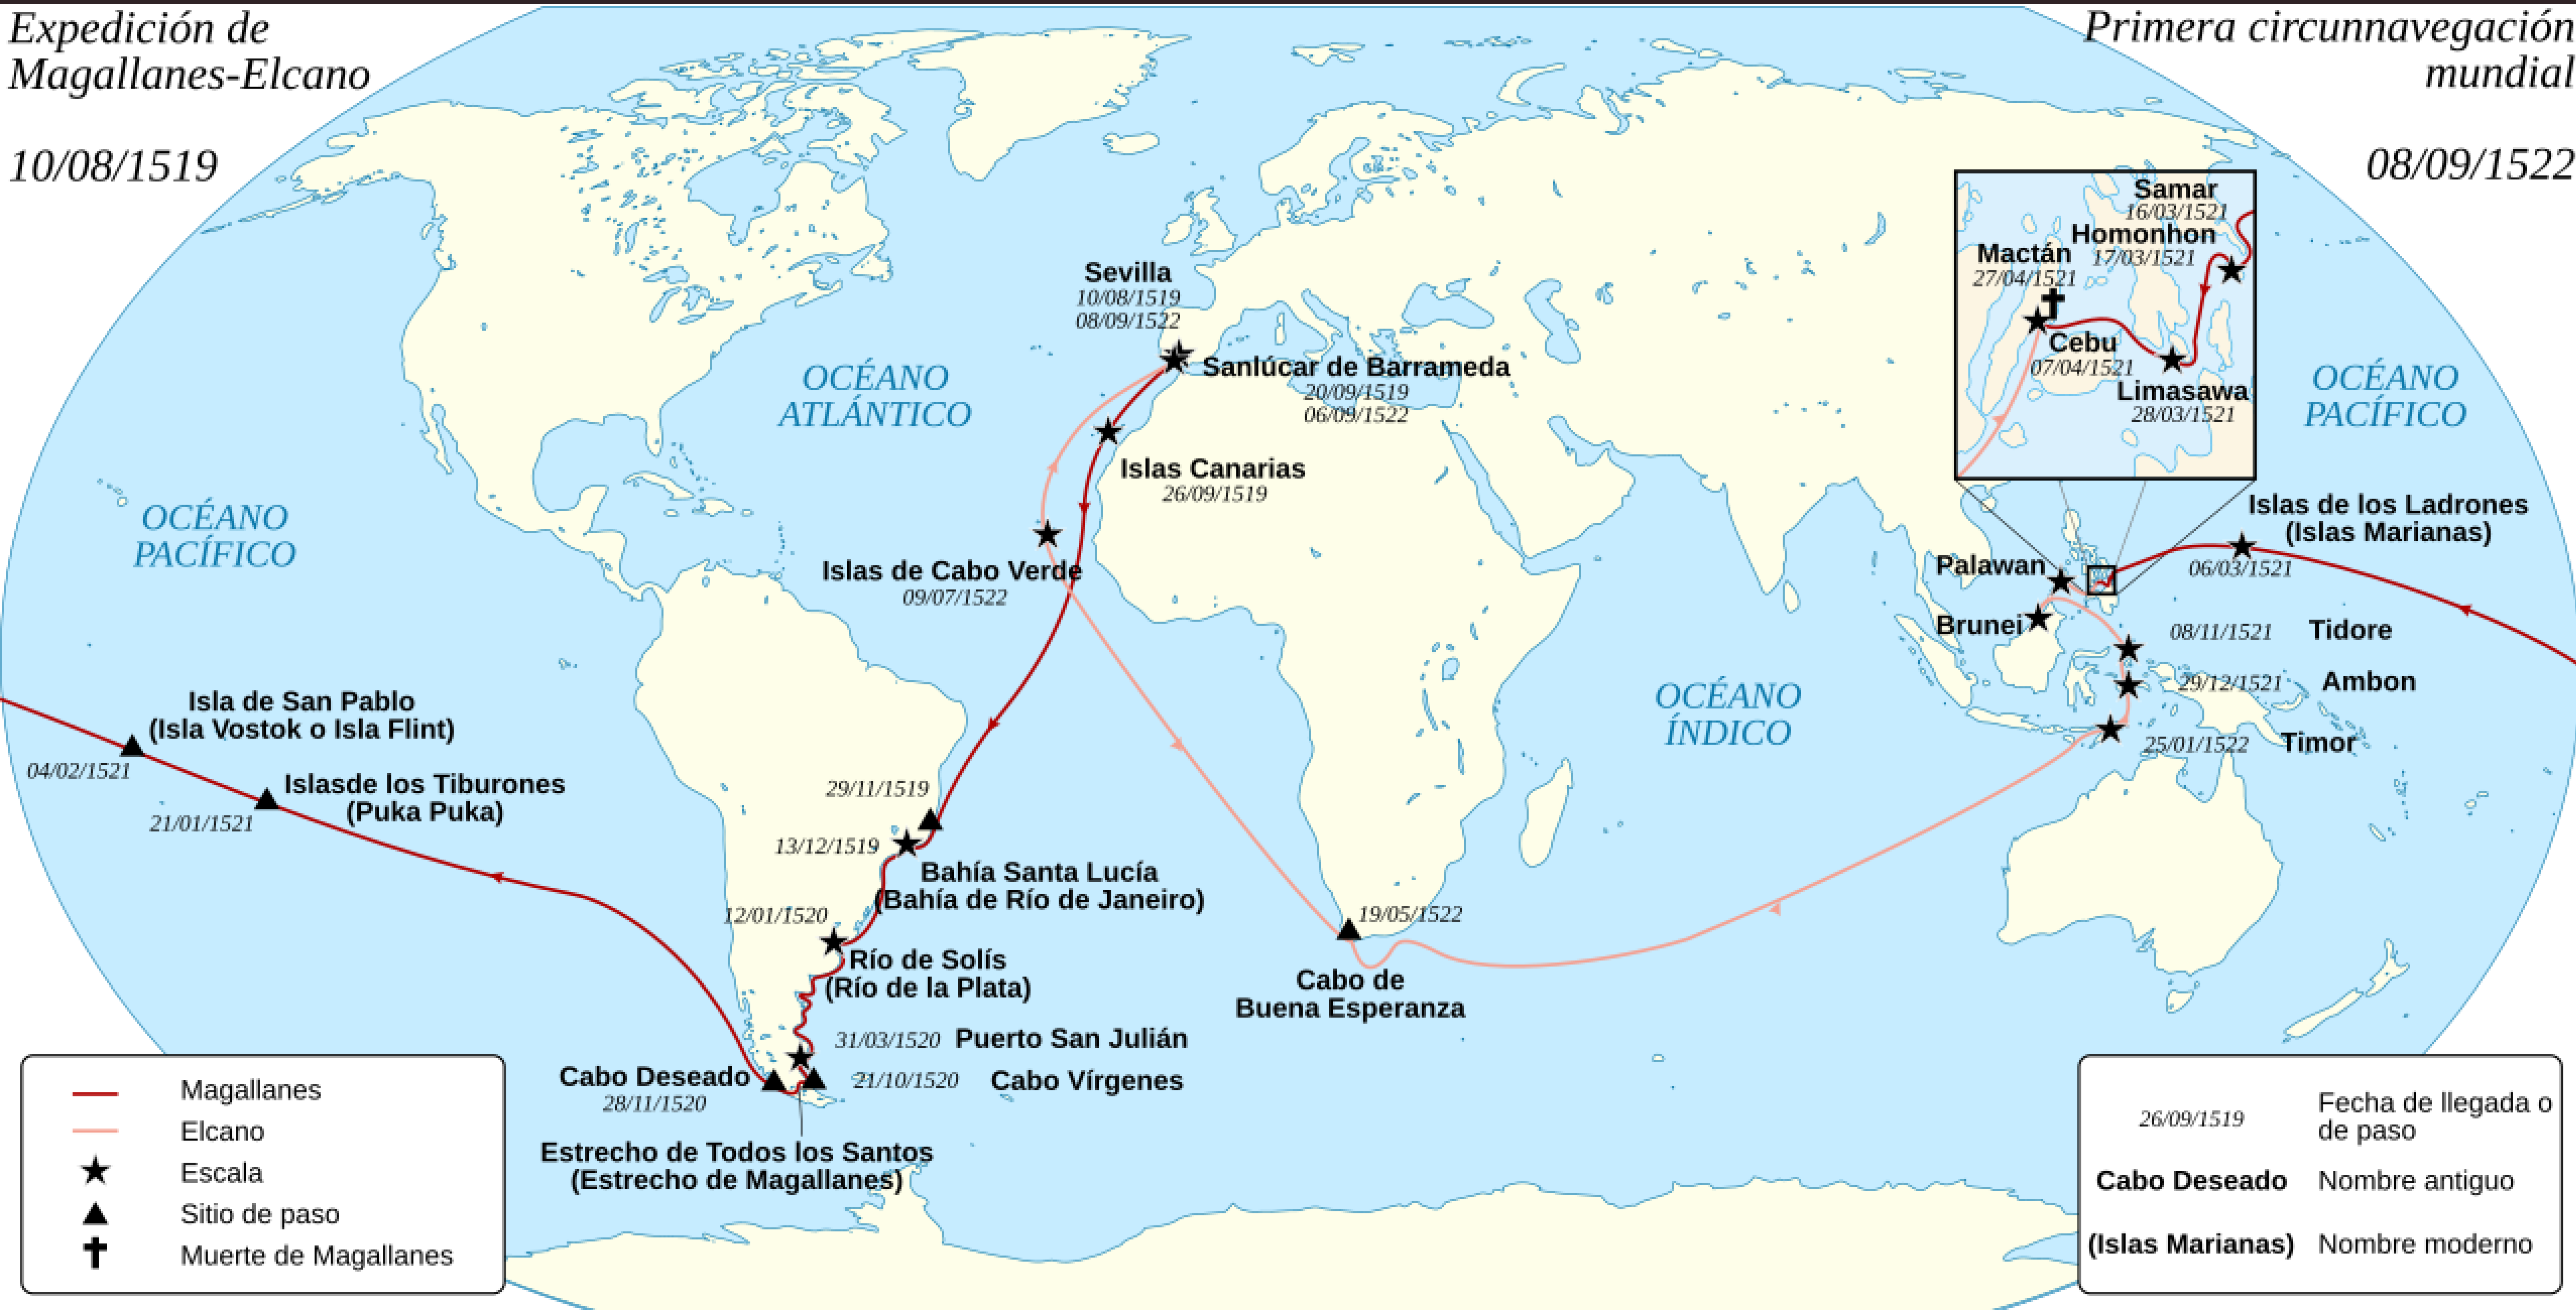 Expedición de
Magallanes-Elcano
10/08/1519
Primera circunnavegación
mundial
08/09/1522
Samar
16/03/1521
Homonhon
17/03/1521
Mactán
27/04/1521
Cebu
07/04/1521
Limasawa
28/03/1521
Sevilla
10/08/1519
08/09/1522
Sanlúcar de Barrameda
20/09/1519
06/09/1522
OCÉANO
ATLÁNTICO
OCÉANO
PACÍFICO
Islas Canarias
26/09/1519
OCÉANO
PACÍFICO
Islas de los Ladrones
(Islas Marianas)
06/03/1521
Islas de Cabo Verde
09/07/1522
Palawan
Brunei
08/11/1521 Tidore
29/12/1521 Ambon
25/01/1522 Timor
OCÉANO
ÍNDICO
Isla de San Pablo
(Isla Vostok o Isla Flint)
04/02/1521
Islasde los Tiburones
(Puka Puka)
21/01/1521
29/11/1519
13/12/1519
Bahía Santa Lucía
(Bahía de Río de Janeiro)
12/01/1520
Río de Solís
(Río de la Plata)
19/05/1522
Cabo de
Buena Esperanza
31/03/1520 Puerto San Julián
21/10/1520 Cabo Vírgenes
Cabo Deseado
28/11/1520
Estrecho de Todos los Santos
(Estrecho de Magallanes)
Magallanes
Elcano
Escala
Sitio de paso
Muerte de Magallanes
26/09/1519 Fecha de llegada o
de paso
Cabo Deseado Nombre antiguo
(Islas Marianas) Nombre moderno